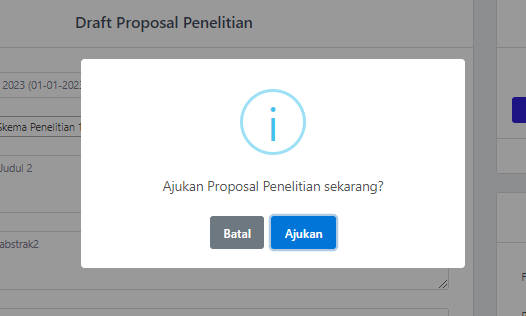 Draft Proposal Penelitian
2023 (01-01-2023
Skema Penelitian 1
Judul 2
i
Ajukan Proposal Penelitian sekarang?
Batal
Ajukan
abstrak2